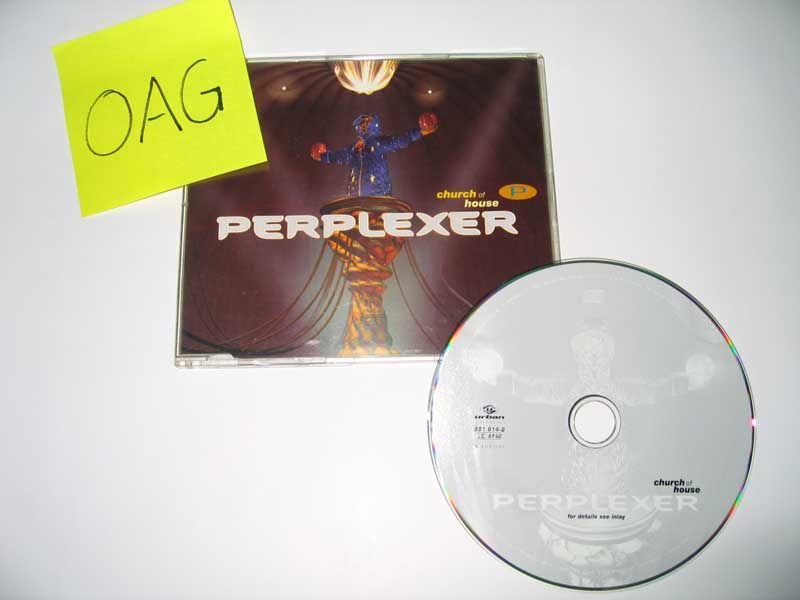 OAG
church of
house
P
PERPLEXER
urban
church of
house
PERPLEXER
for details see inlay